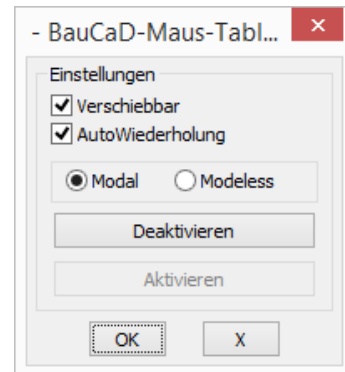 - BauCaD-Maus-Tabl...
Einstellungen
Verschiebbar
AutoWiederholung
Modal Modeless
Deaktivieren
Aktivieren
OK X